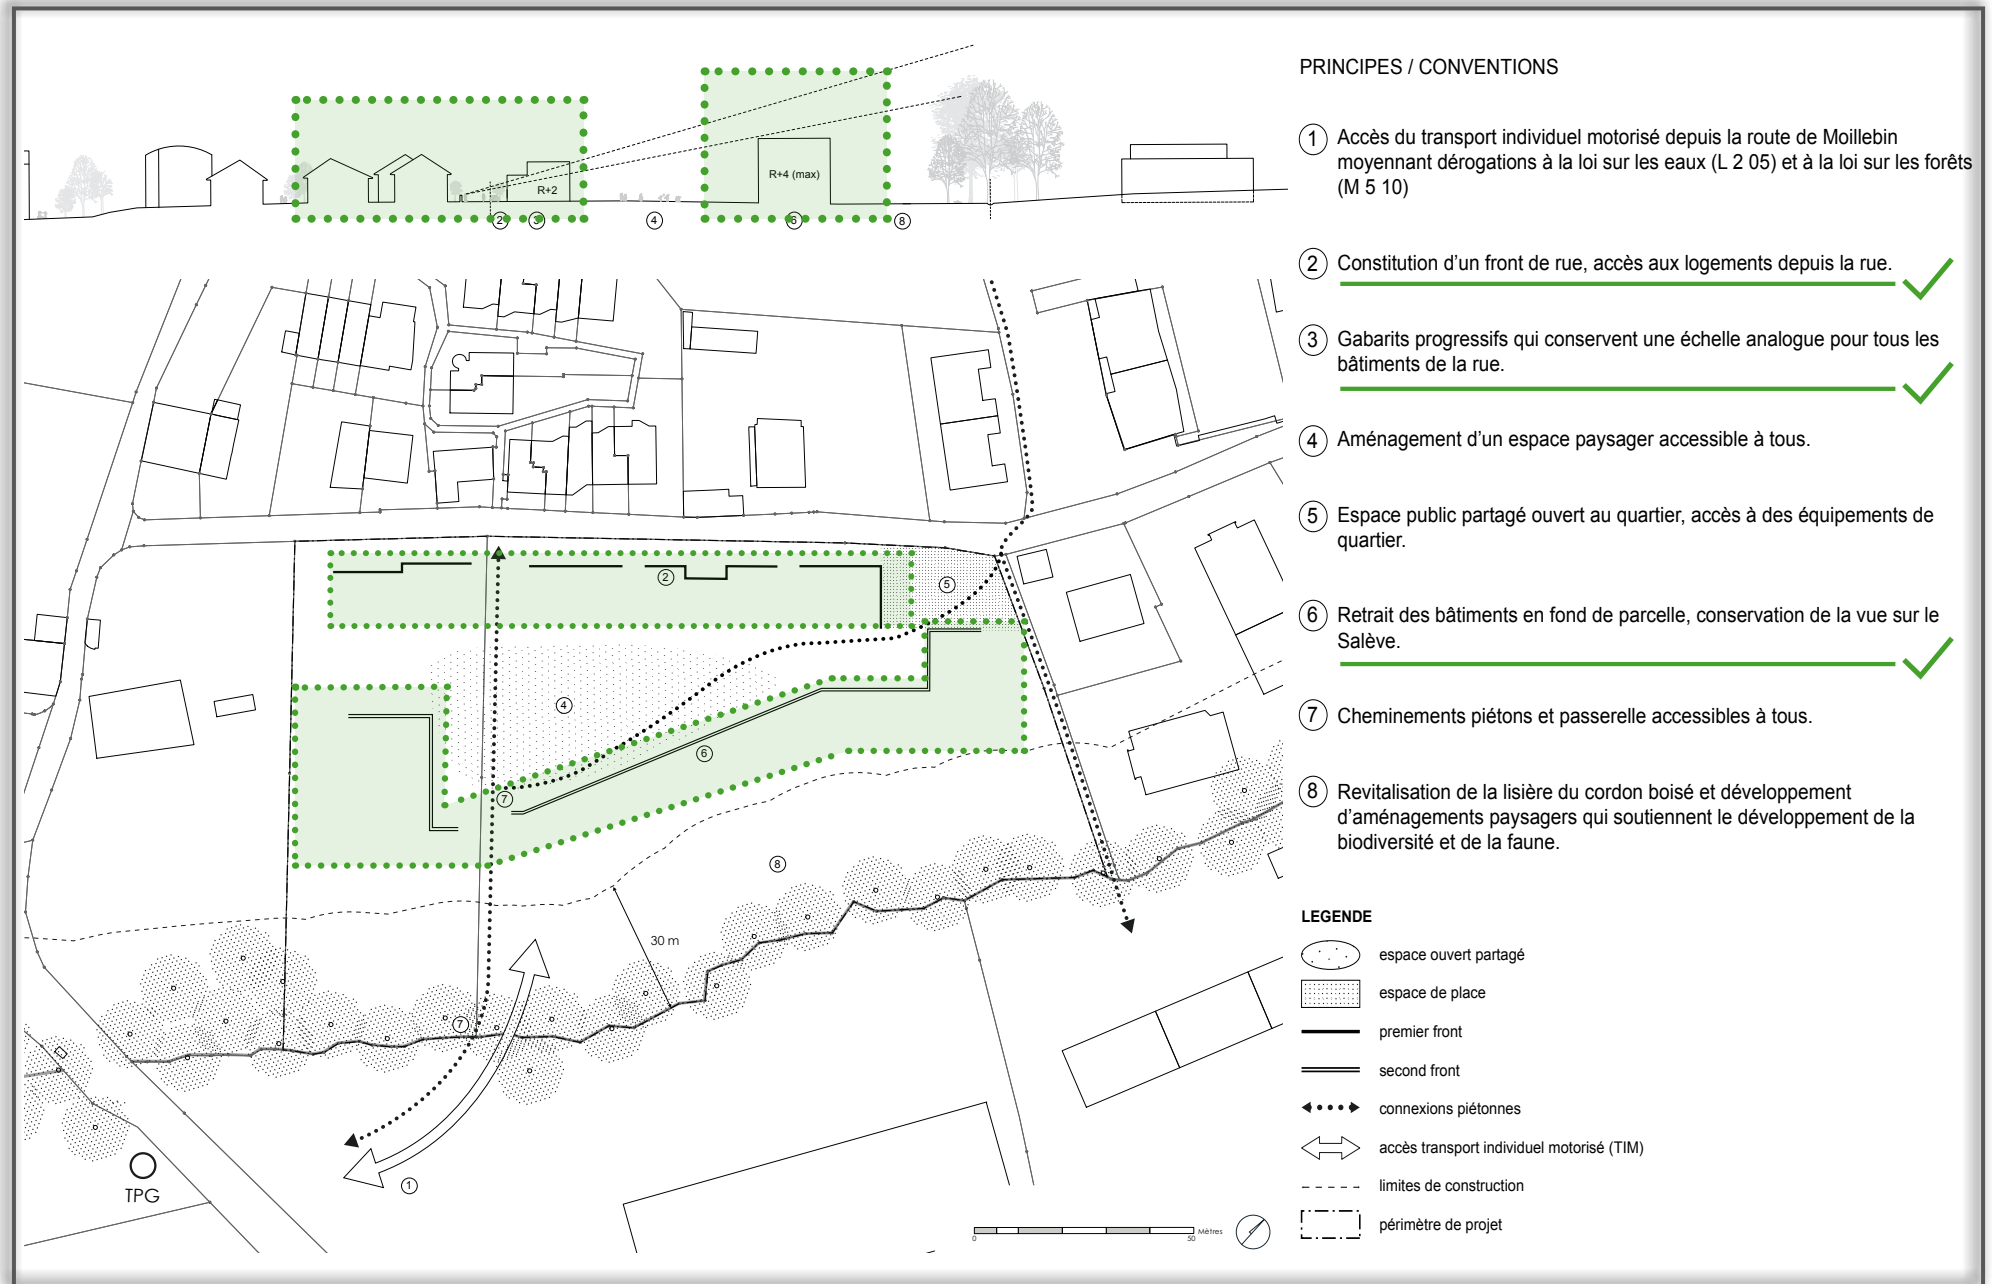 R+2
R+4 (max)
2
3
4
6
8
PRINCIPES / CONVENTIONS
1 Accès du transport individuel motorisé depuis la route de Moillebin
moyennant dérogations à la loi sur les eaux (L 2 05) et à la loi sur les forêts
(M 5 10)
2 Constitution d'un front de rue, accès aux logements depuis la rue.
3 Gabarits progressifs qui conservent une échelle analogue pour tous les
bâtiments de la rue.
4 Aménagement d'un espace paysager accessible à tous.
5 Espace public partagé ouvert au quartier, accès à des équipements de
quartier.
6 Retrait des bâtiments en fond de parcelle, conservation de la vue sur le
Salève.
7 Cheminements piétons et passerelle accessibles à tous.
8 Revitalisation de la lisière du cordon boisé et développement
d'aménagements paysagers qui soutiennent le développement de la
biodiversité et de la faune.
2
5
4
6
7
8
30 m
7
1
TPG
0
50
Mètres
LEGENDE
espace ouvert partagé
espace de place
premier front
second front
connexions piétonnes
accès transport individuel motorisé (TIM)
limites de construction
périmètre de projet